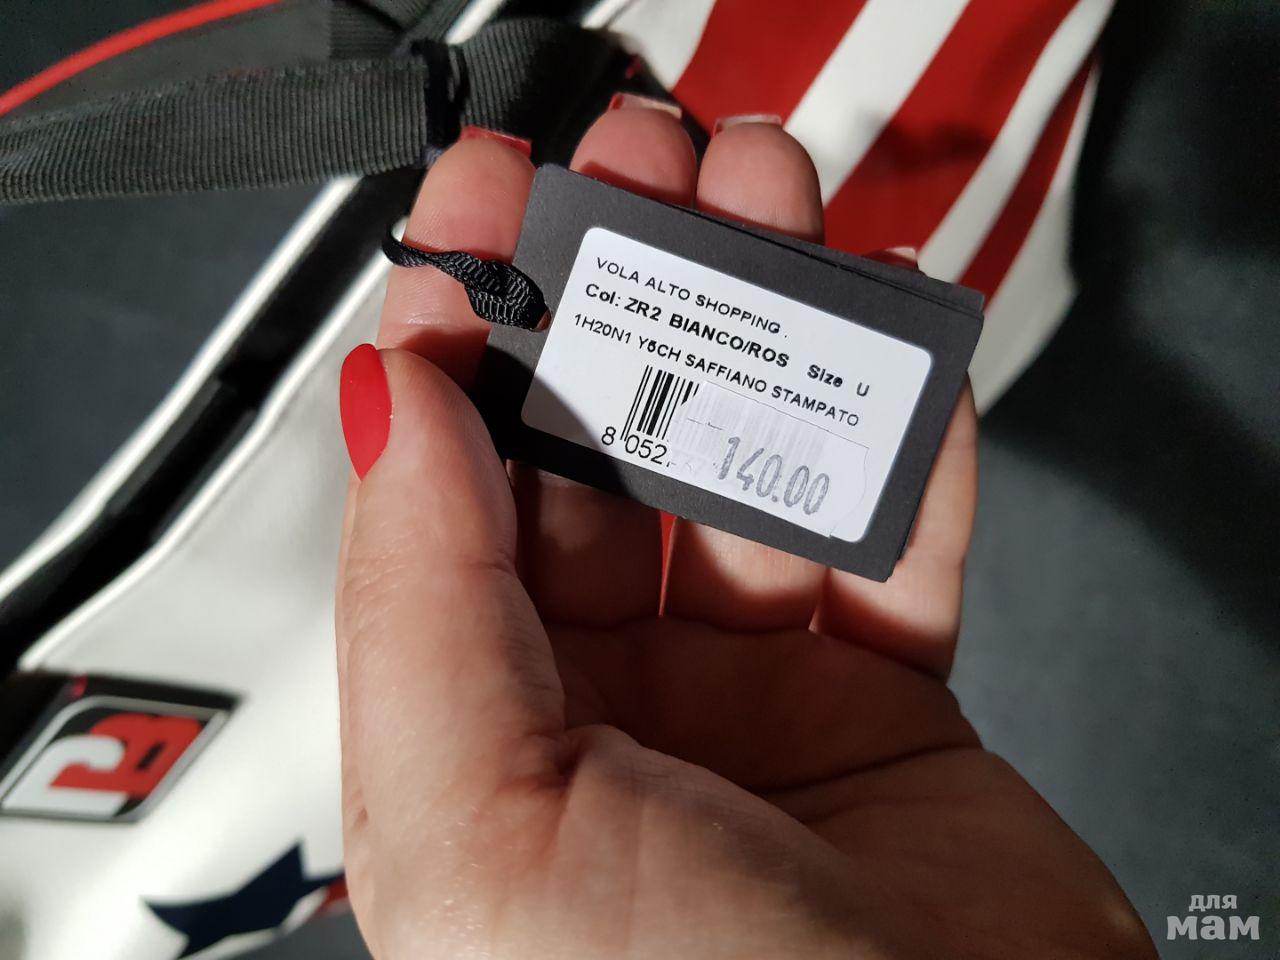 VOLA ALTO SHOPPING .
Col: ZR2 BIANCO/ROS Size U
1H20N1 Y5CH SAFFIANO STAMPATO
8 052
140.00
для
мам